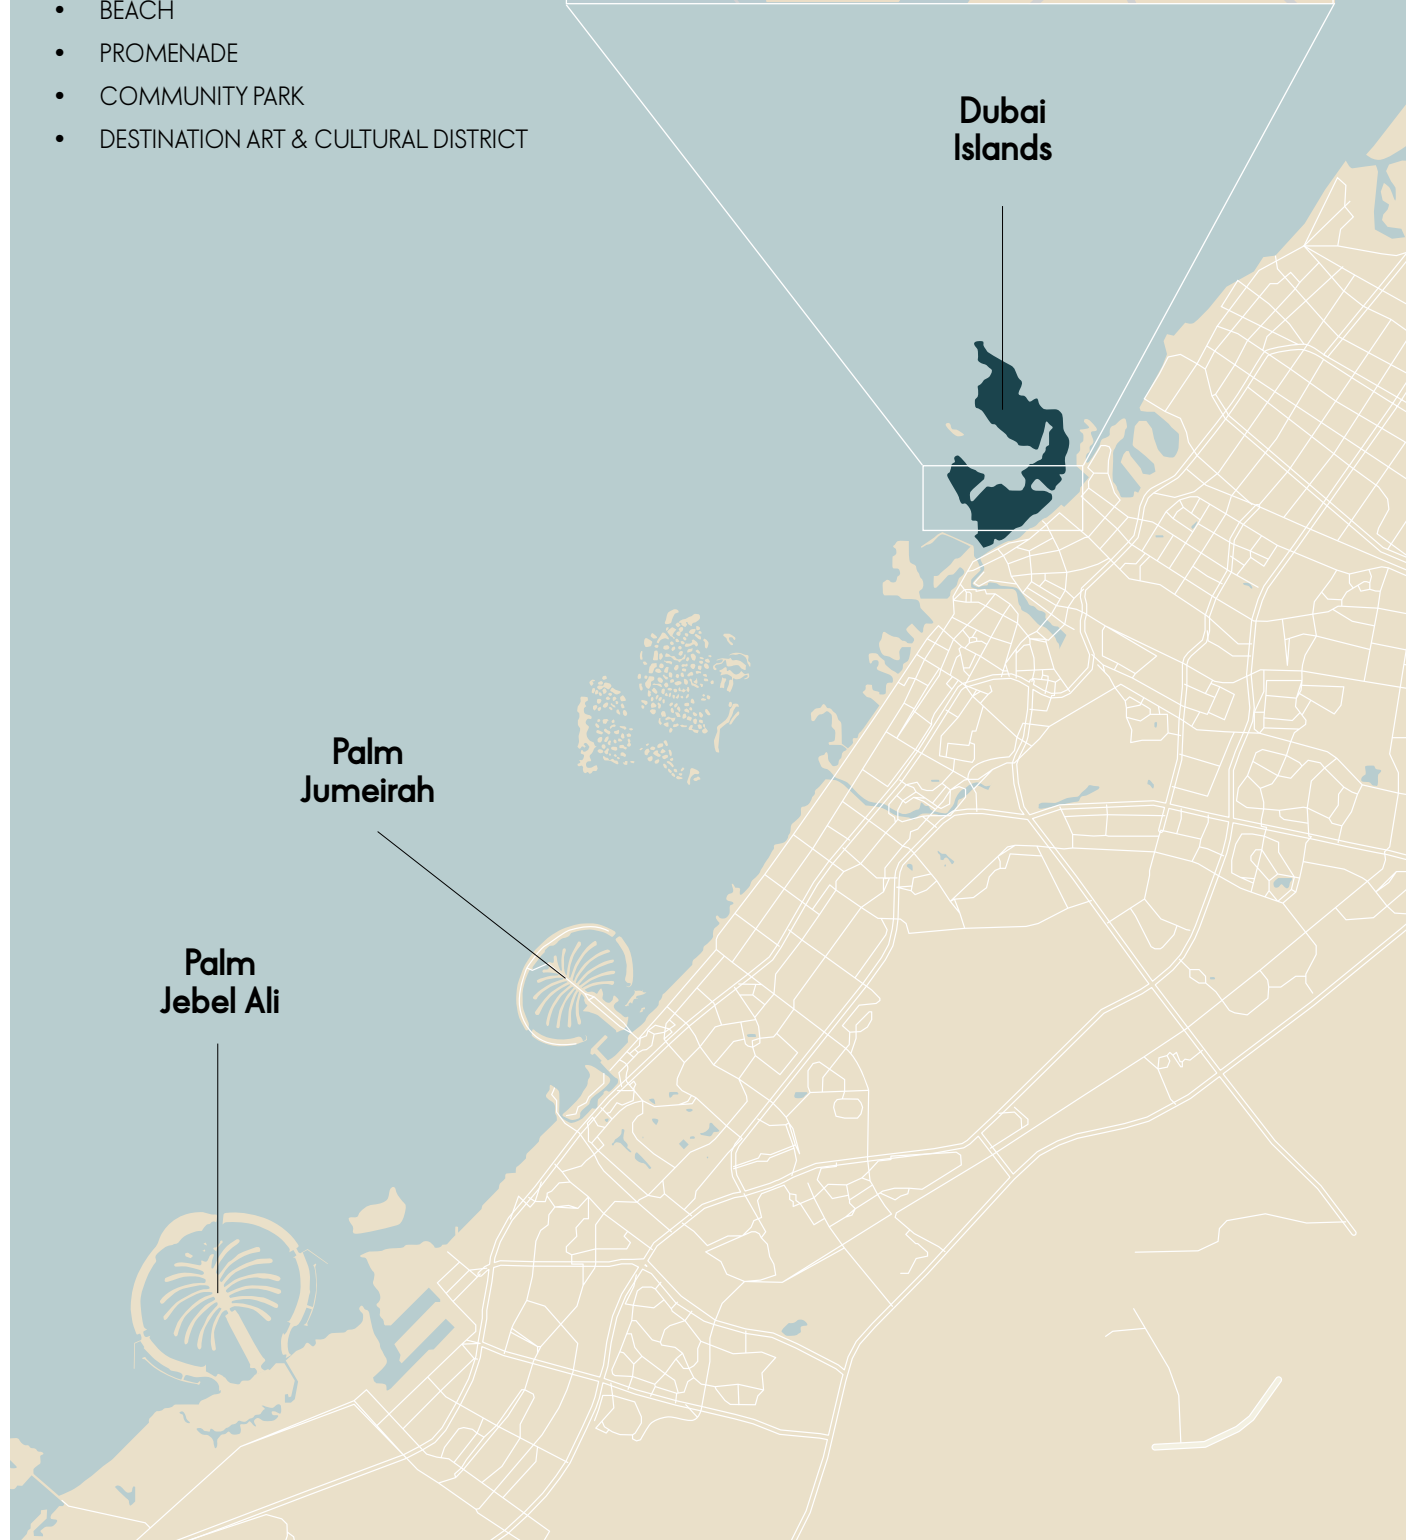 • BEACH
• PROMENADE
• COMMUNITY PARK
• DESTINATION ART & CULTURAL DISTRICT
Dubai
Islands
Palm
Jumeirah
Palm
Jebel Ali